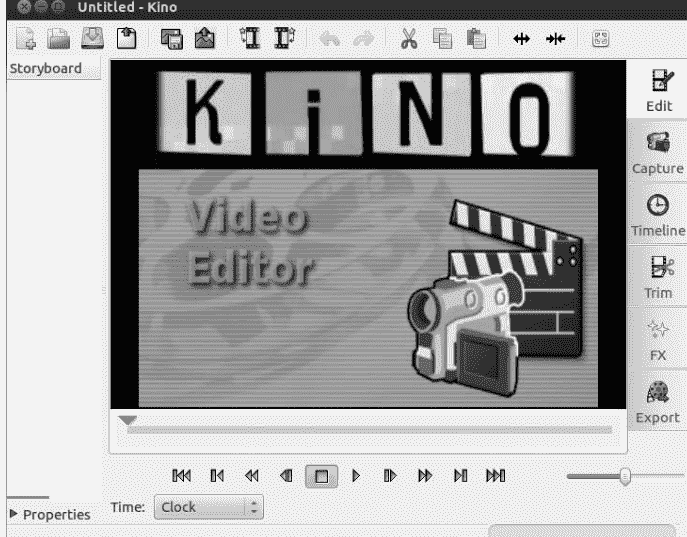 Untitled - Kino
Storyboard
KiNO
Video
Editor
Edit
Capture
Timeline
Trim
FX
Export
Time: Clock
Properties